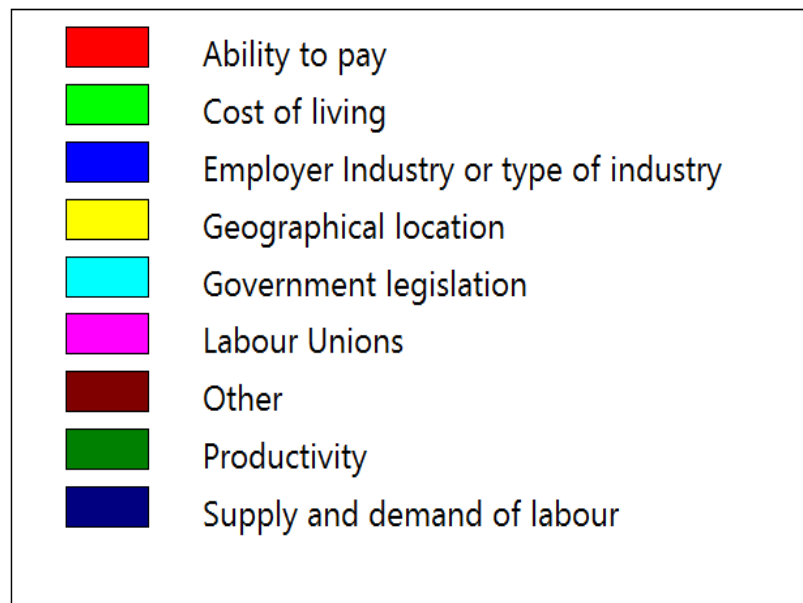 Ability to pay
Cost of living
Employer Industry or type of industry
Geographical location
Government legislation
Labour Unions
Other
Productivity
Supply and demand of labour